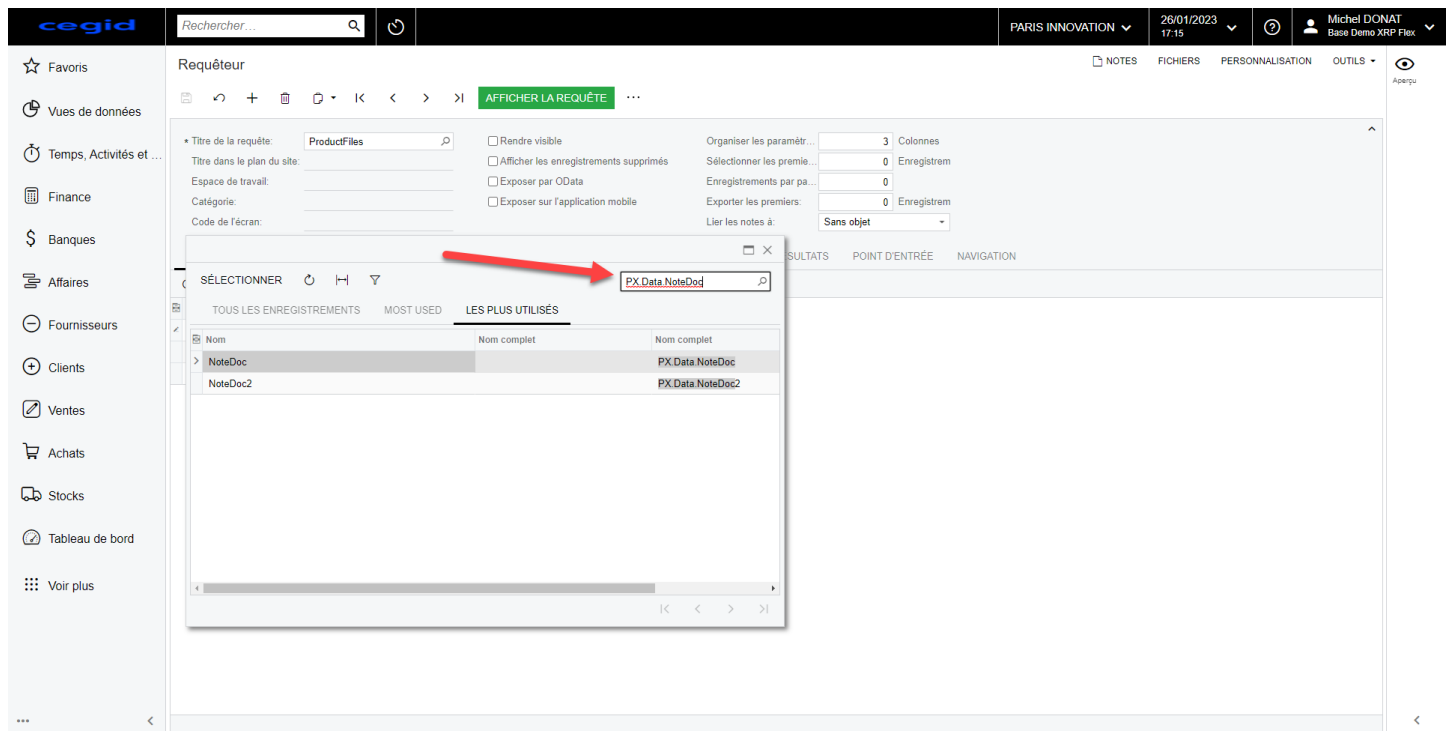 cegid
Rechercher...
PARIS INNOVATION
26/01/2023
17:15
Michel DONAT
Base Demo XRP Flex
Favoris
Vues de données
Temps, Activités et ...
Finance
Banques
Affaires
Fournisseurs
Clients
Ventes
Achats
Stocks
Tableau de bord
Voir plus
Requêteur
NOTES FICHIERS PERSONNALISATION OUTILS
Aperçu
AFFICHER LA REQUÊTE
* Titre de la requête: ProductFiles
Titre dans le plan du site:
Espace de travail:
Catégorie:
Code de l'écran:
Rendre visible
Afficher les enregistrements supprimés
Exposer par OData
Exposer sur l'application mobile
Organiser les paramètr... 3 Colonnes
Sélectionner les premie... 0 Enregistrem
Enregistrements par pa... 0
Exporter les premiers: 0 Enregistrem
Lier les notes à: Sans objet
SULTATS POINT D'ENTRÉE NAVIGATION
SÉLECTIONNER
PX.Data.NoteDoc
TOUS LES ENREGISTREMENTS MOST USED LES PLUS UTILISÉS
Nom Nom complet Nom complet
NoteDoc PX.Data.NoteDoc
NoteDoc2 PX.Data.NoteDoc2